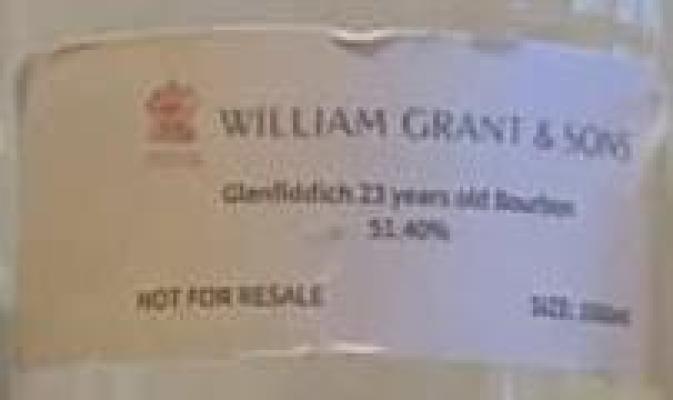 WILLIAM GRANT & SONS
Glenfiddich 23 years old Bourbon
51.40%
NOT FOR RESALE
SIZE: